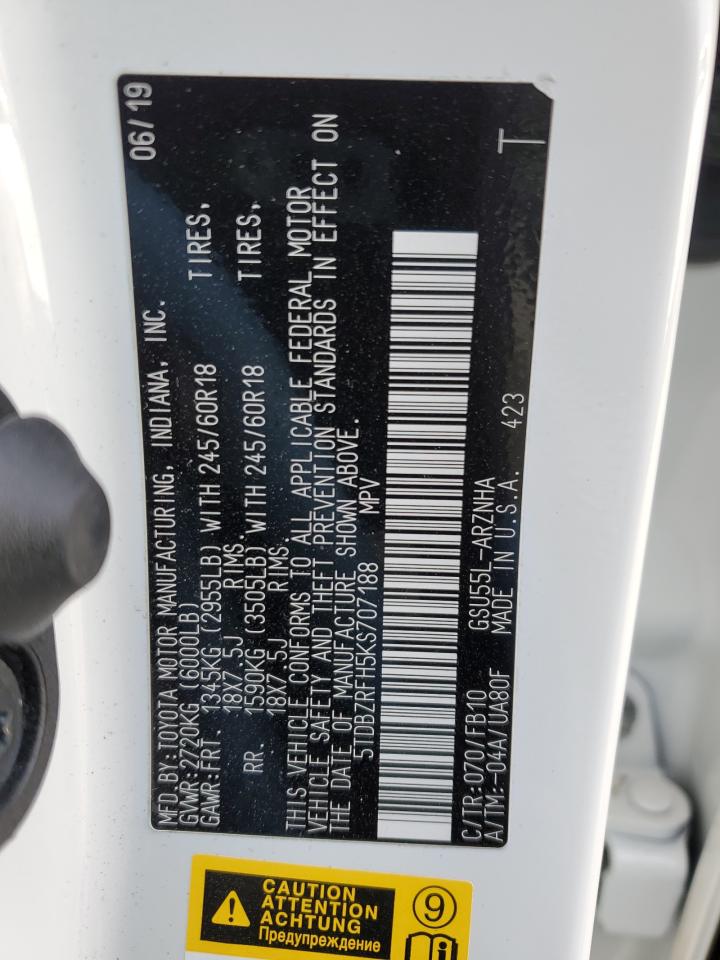 MFD.BY:TOYOTA MOTOR MANUFACTURING, INDIANA, INC. 06/19
GVWR:2720KG (6000LB)
GAWR:FRT. 1345KG (2955LB) WITH 245/60R18 TIRES,
18X7.5J RIMS.
RR. 1590KG (3505LB) WITH 245/60R18 TIRES,
18X7.5J RIMS.
THIS VEHICLE CONFORMS TO ALL APPLICABLE FEDERAL MOTOR
VEHICLE SAFETY AND THEFT PREVENTION STANDARDS IN EFFECT ON
THE DATE OF MANUFACTURE SHOWN ABOVE.
5TDBZRFH5KS707188 MPV
C/TR:070/FB10 GSU55L-ARZNHA
A/TM:-04A/UA80F MADE IN U.S.A. 423 T
CAUTION
ATTENTION
ACHTUNG
Предупреждение
9